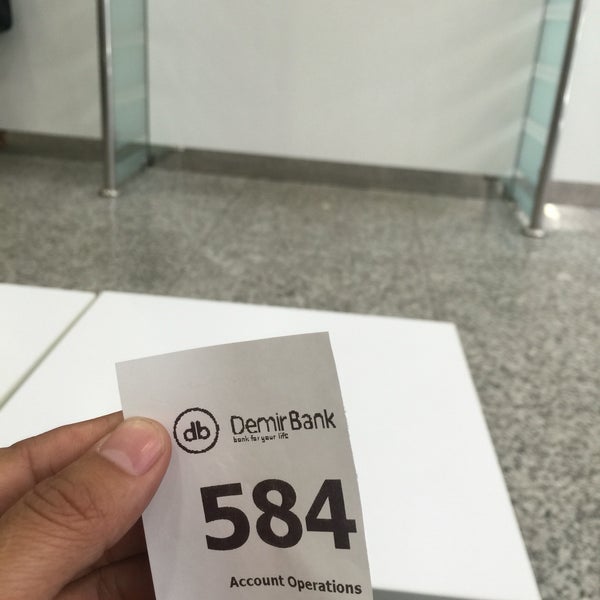 db DemirBank
bank for your life
584
Account Operations